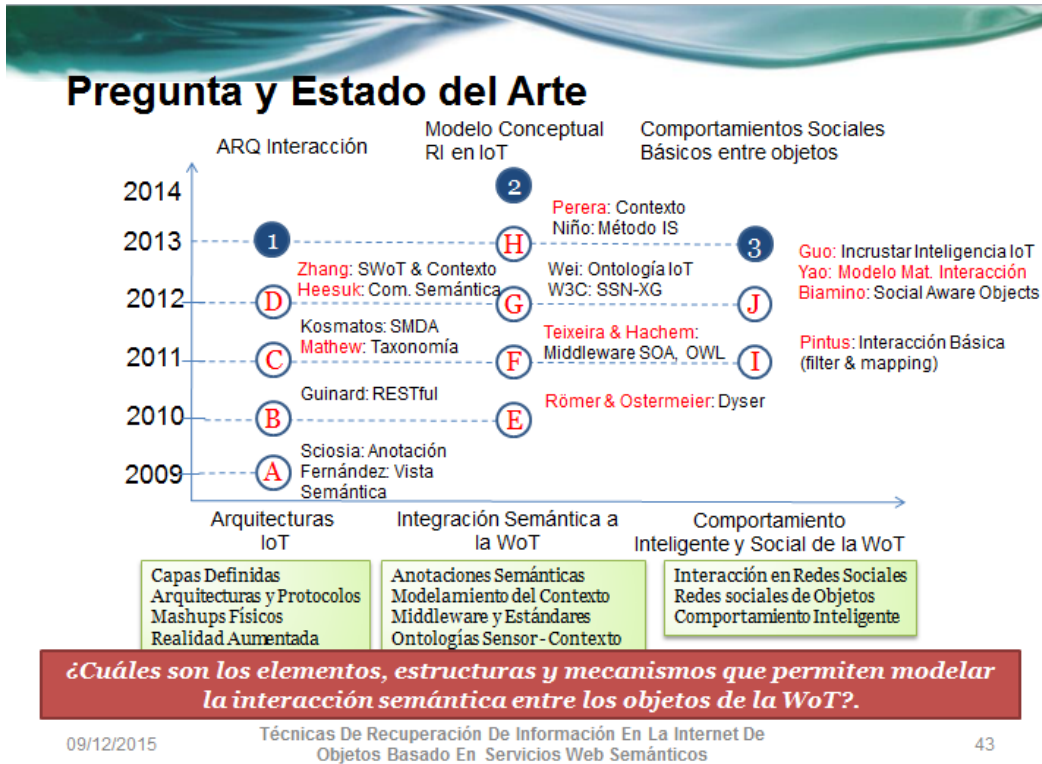 Pregunta y Estado del Arte
ARQ Interacción
Modelo Conceptual
RI en IoT
Comportamientos Sociales
Básicos entre objetos
2014
2
Perera: Contexto
Niño: Método IS
2013
1
H
3
Guo: Incrustar Inteligencia IoT
Yao: Modelo Mat. Interacción
Biamino: Social Aware Objects
Zhang: SWoT & Contexto
Heesuk: Com. Semántica
Wei: Ontología IoT
W3C: SSN-XG
2012
D
G
J
Kosmatos: SMDA
Mathew: Taxonomía
Teixeira & Hachem:
Middleware SOA, OWL
Pintus: Interacción Básica
(filter & mapping)
2011
C
F
I
Guinard: RESTful
Römer & Ostermeier: Dyser
2010
B
E
Sciosia: Anotación
Fernández: Vista
Semántica
2009
A
Arquitecturas
IoT
Integración Semántica a
la WoT
Comportamiento
Inteligente y Social de la WoT
Capas Definidas
Arquitecturas y Protocolos
Mashups Físicos
Realidad Aumentada
Anotaciones Semánticas
Modelamiento del Contexto
Middleware y Estándares
Ontologías Sensor - Contexto
Interacción en Redes Sociales
Redes sociales de Objetos
Comportamiento Inteligente
¿Cuáles son los elementos, estructuras y mecanismos que permiten modelar
la interacción semántica entre los objetos de la WoT?.
09/12/2015
Técnicas De Recuperación De Información En La Internet De
Objetos Basado En Servicios Web Semánticos
43